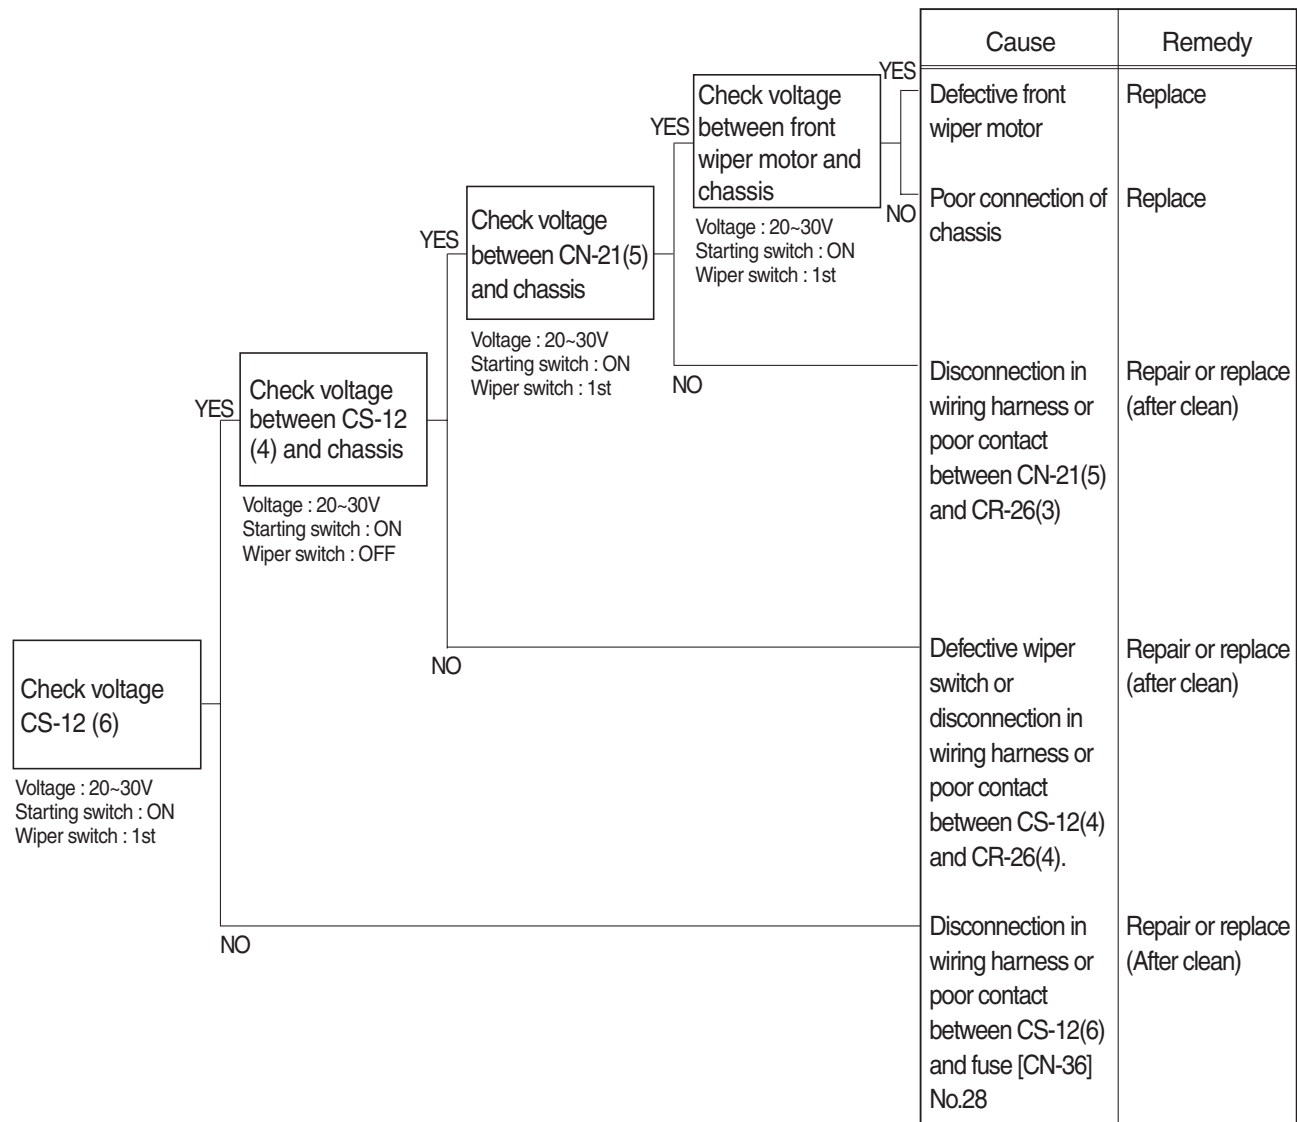 Cause
Remedy
YES
Check voltage
between front
wiper motor and
chassis
Voltage : 20~30V
Starting switch : ON
Wiper switch : 1st
YES
NO
Defective front
wiper motor
Replace
Poor connection of
chassis
Replace
Check voltage
between CN-21(5)
and chassis
Voltage : 20~30V
Starting switch : ON
Wiper switch : 1st
YES
NO
Disconnection in
wiring harness or
poor contact
between CN-21(5)
and CR-26(3)
Repair or replace
(after clean)
Check voltage
between CS-12
(4) and chassis
Voltage : 20~30V
Starting switch : ON
Wiper switch : OFF
YES
NO
Defective wiper
switch or
disconnection in
wiring harness or
poor contact
between CS-12(4)
and CR-26(4).
Repair or replace
(after clean)
Check voltage
CS-12 (6)
Voltage : 20~30V
Starting switch : ON
Wiper switch : 1st
NO
Disconnection in
wiring harness or
poor contact
between CS-12(6)
and fuse [CN-36]
No.28
Repair or replace
(After clean)